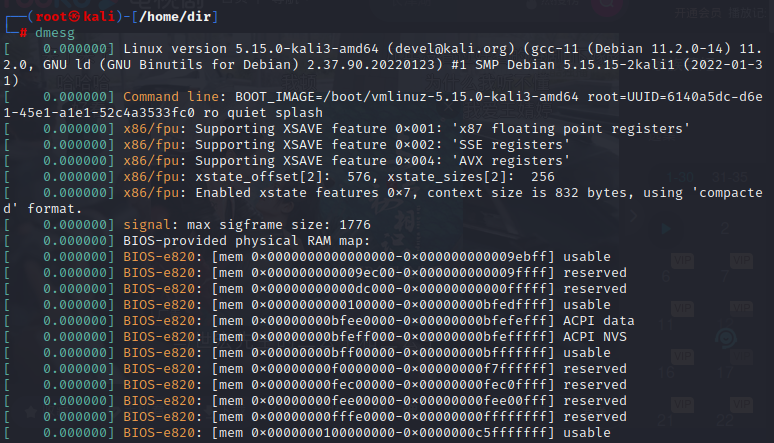 ┌──(root㉿kali)-[/home/dir]
└─# dmesg
[    0.000000] Linux version 5.15.0-kali3-amd64 (devel@kali.org) (gcc-11 (Debian 11.2.0-14) 11.
2.0, GNU ld (GNU Binutils for Debian) 2.37.90.20220123) #1 SMP Debian 5.15.15-2kali1 (2022-01-3
1)
[    0.000000] Command line: BOOT_IMAGE=/boot/vmlinuz-5.15.0-kali3-amd64 root=UUID=6140a5dc-d6e
1-45e1-a1e1-52c4a3533fc0 ro quiet splash
[    0.000000] x86/fpu: Supporting XSAVE feature 0×001: 'x87 floating point registers'
[    0.000000] x86/fpu: Supporting XSAVE feature 0×002: 'SSE registers'
[    0.000000] x86/fpu: Supporting XSAVE feature 0×004: 'AVX registers'
[    0.000000] x86/fpu: xstate_offset[2]:  576, xstate_sizes[2]:  256
[    0.000000] x86/fpu: Enabled xstate features 0×7, context size is 832 bytes, using 'compacte
d' format.
[    0.000000] signal: max sigframe size: 1776
[    0.000000] BIOS-provided physical RAM map:
[    0.000000] BIOS-e820: [mem 0×0000000000000000-0×000000000009ebff] usable
[    0.000000] BIOS-e820: [mem 0×000000000009ec00-0×000000000009ffff] reserved
[    0.000000] BIOS-e820: [mem 0×00000000000dc000-0×00000000000fffff] reserved
[    0.000000] BIOS-e820: [mem 0×0000000000100000-0×00000000bfedffff] usable
[    0.000000] BIOS-e820: [mem 0×00000000bfee0000-0×00000000bfefefff] ACPI data
[    0.000000] BIOS-e820: [mem 0×00000000bfeff000-0×00000000bfefffff] ACPI NVS
[    0.000000] BIOS-e820: [mem 0×00000000bff00000-0×00000000bfffffff] usable
[    0.000000] BIOS-e820: [mem 0×00000000f0000000-0×00000000f7ffffff] reserved
[    0.000000] BIOS-e820: [mem 0×00000000fec00000-0×00000000fec0ffff] reserved
[    0.000000] BIOS-e820: [mem 0×00000000fee00000-0×00000000fee00fff] reserved
[    0.000000] BIOS-e820: [mem 0×00000000fffe0000-0×00000000ffffffff] reserved
[    0.000000] BIOS-e820: [mem 0×0000000100000000-0×00000000c5fffffff] usable